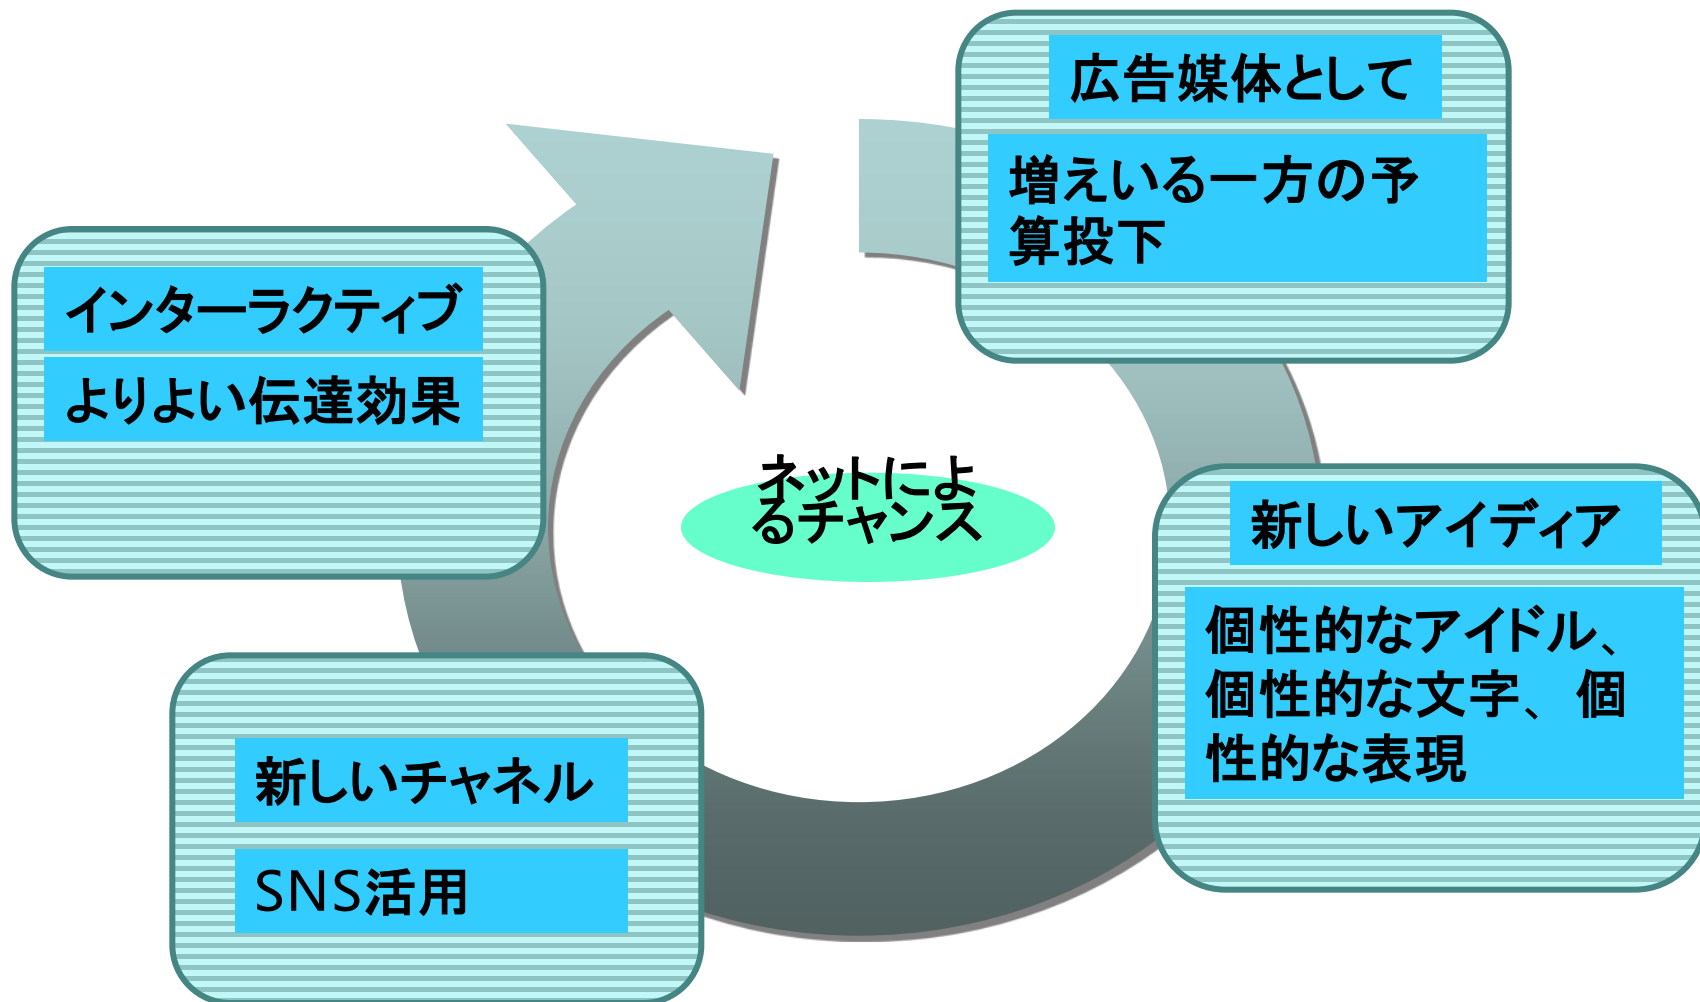 広告媒体として
増えいる一方の予
算投下
インターラクティブ
よりよい伝達効果
ネットによ
るチャンス
新しいアイディア
個性的なアイドル、
個性的な文字、 個
性的な表現
新しいチャネル
SNS活用